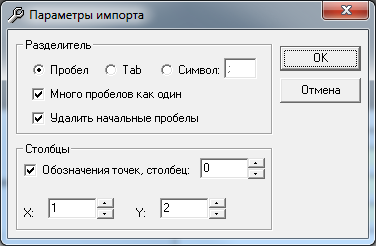 Параметры импорта
Разделитель
Пробел Tab Символ: ;
Много пробелов как один
Удалить начальные пробелы
OK
Отмена
Столбцы
Обозначения точек, столбец: 0
X: 1 Y: 2